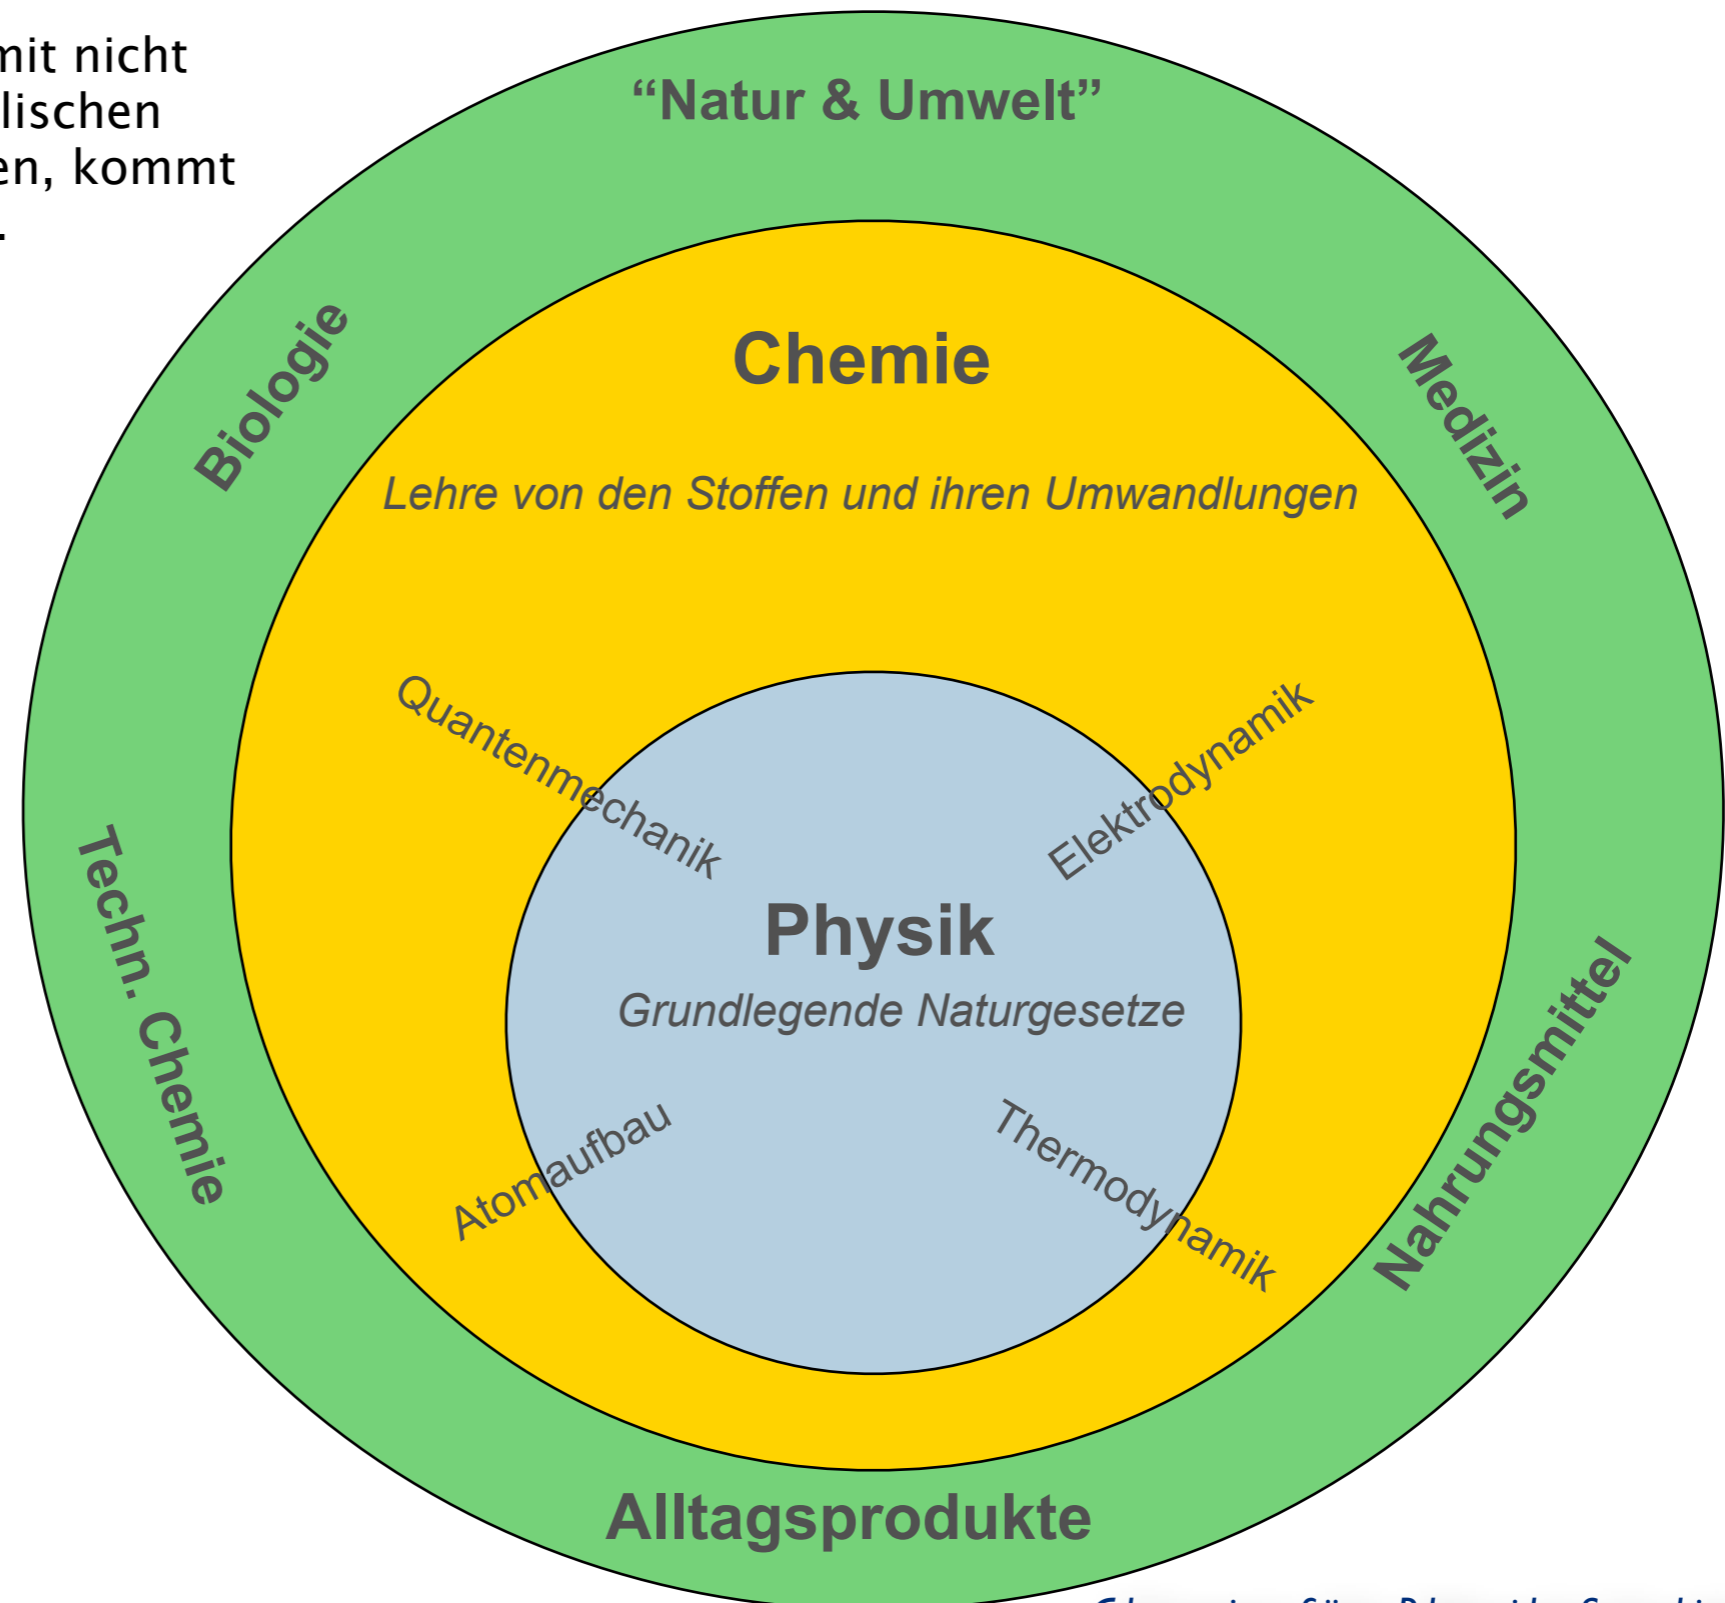 mit nicht
lischen
en, kommt
.
“Natur & Umwelt”
Biologie
Medizin
Chemie
Lehre von den Stoffen und ihren Umwandlungen
Quantenmechanik
Elektrodynamik
Physik
Grundlegende Naturgesetze
Techn. Chemie
Nahrungsmittel
Atomaufbau
Thermodynamik
Alltagsprodukte